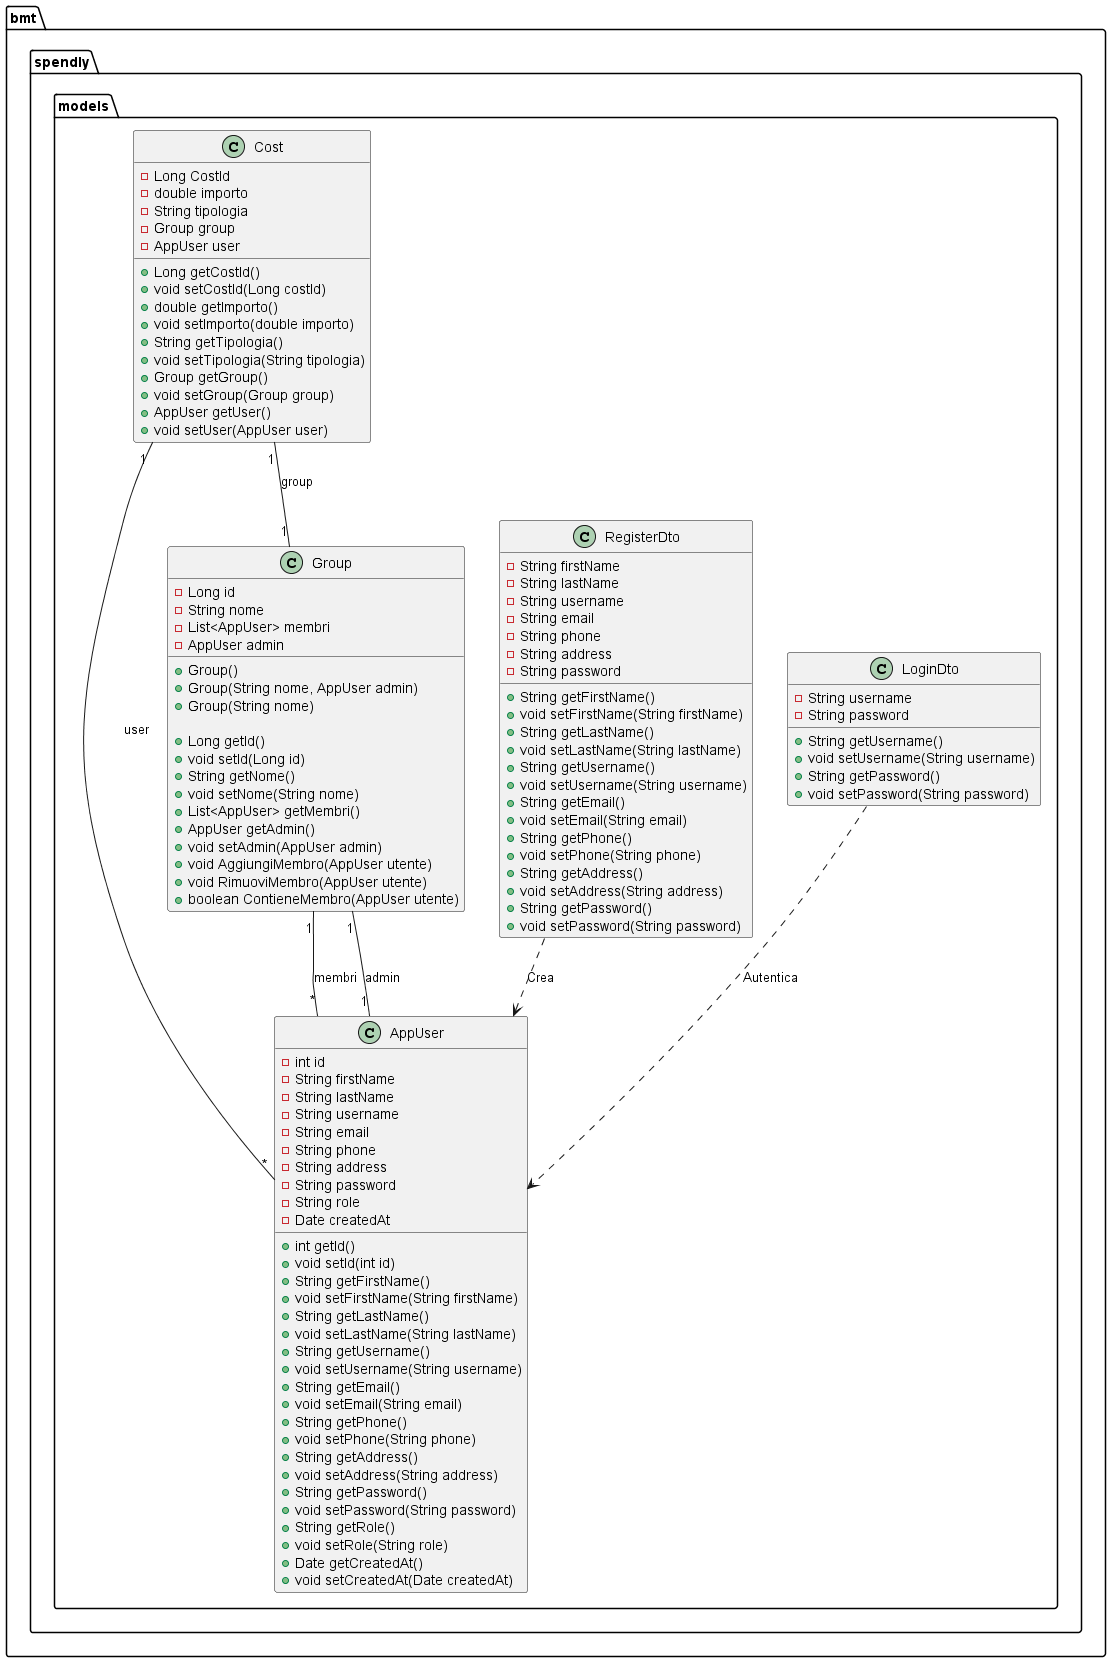 bmt
spendly
models
C Cost
Long CostId
double importo
String tipologia
Group group
AppUser user
Long getCostId()
void setCostId(Long costId)
double getImporto()
void setImporto(double importo)
String getTipologia()
void setTipologia(String tipologia)
Group getGroup()
void setGroup(Group group)
AppUser getUser()
void setUser(AppUser user)
1
1
group
1
user
C Group
Long id
String nome
List<AppUser> membri
AppUser admin
Group()
Group(String nome, AppUser admin)
Group(String nome)
Long getId()
void setId(Long id)
String getNome()
void setNome(String nome)
List<AppUser> getMembri()
AppUser getAdmin()
void setAdmin(AppUser admin)
void AggiungiMembro(AppUser utente)
void RimuoviMembro(AppUser utente)
boolean ContieneMembro(AppUser utente)
C RegisterDto
String firstName
String lastName
String username
String email
String phone
String address
String password
String getFirstName()
void setFirstName(String firstName)
String getLastName()
void setLastName(String lastName)
String getUsername()
void setUsername(String username)
String getEmail()
void setEmail(String email)
String getPhone()
void setPhone(String phone)
String getAddress()
void setAddress(String address)
String getPassword()
void setPassword(String password)
C LoginDto
String username
String password
String getUsername()
void setUsername(String username)
String getPassword()
void setPassword(String password)
1
1
membri
admin
Crea
Autentica
*
1
*
C AppUser
int id
String firstName
String lastName
String username
String email
String phone
String address
String password
String role
Date createdAt
int getId()
void setId(int id)
String getFirstName()
void setFirstName(String firstName)
String getLastName()
void setLastName(String lastName)
String getUsername()
void setUsername(String username)
String getEmail()
void setEmail(String email)
String getPhone()
void setPhone(String phone)
String getAddress()
void setAddress(String address)
String getPassword()
void setPassword(String password)
String getRole()
void setRole(String role)
Date getCreatedAt()
void setCreatedAt(Date createdAt)